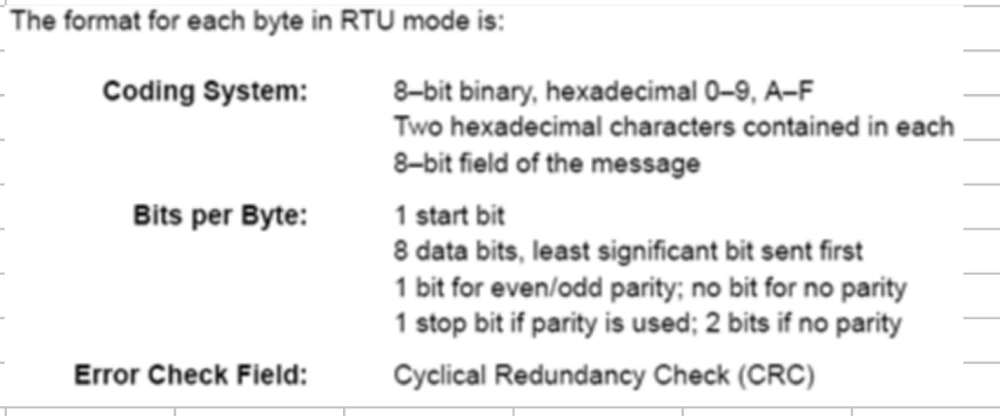 The format for each byte in RTU mode is:
Coding System: 8–bit binary, hexadecimal 0–9, A–F
Two hexadecimal characters contained in each
8–bit field of the message
Bits per Byte: 1 start bit
8 data bits, least significant bit sent first
1 bit for even/odd parity; no bit for no parity
1 stop bit if parity is used; 2 bits if no parity
Error Check Field: Cyclical Redundancy Check (CRC)